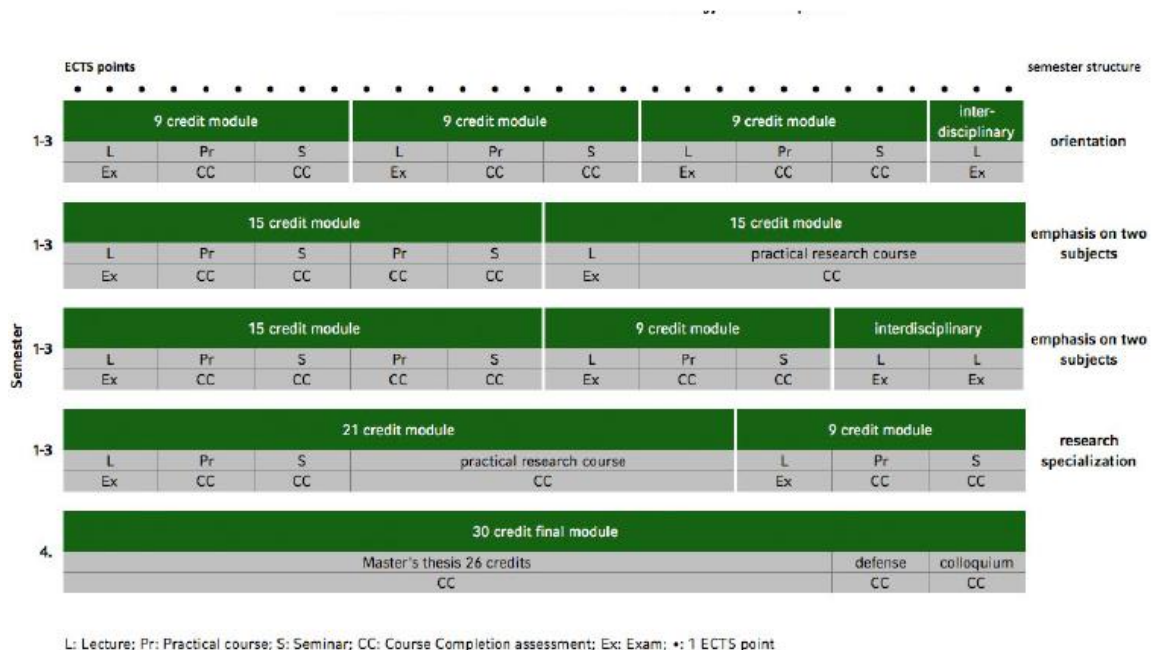 ECTS points semester structure
9 credit module 9 credit module 9 credit module inter-
disciplinary
1-3 orientation
L Pr S L Pr S L Pr S L
Ex CC CC Ex CC CC Ex CC CC Ex
15 credit module 15 credit module
1-3 emphasis on two
subjects
L Pr S Pr S L practical research course
Ex CC CC CC CC Ex CC
15 credit module 9 credit module interdisciplinary
Semester
1-3 emphasis on two
subjects
L Pr S Pr S L Pr S L L
Ex CC CC CC CC Ex CC CC Ex Ex
21 credit module 9 credit module
1-3 research
specialization
L Pr S practical research course L Pr S
Ex CC CC CC Ex CC CC
30 credit final module
4.
Master's thesis 26 credits defense colloquium
CC CC CC
L: Lecture; Pr: Practical course; S: Seminar; CC: Course Completion assessment; Ex: Exam; •: 1 ECTS point